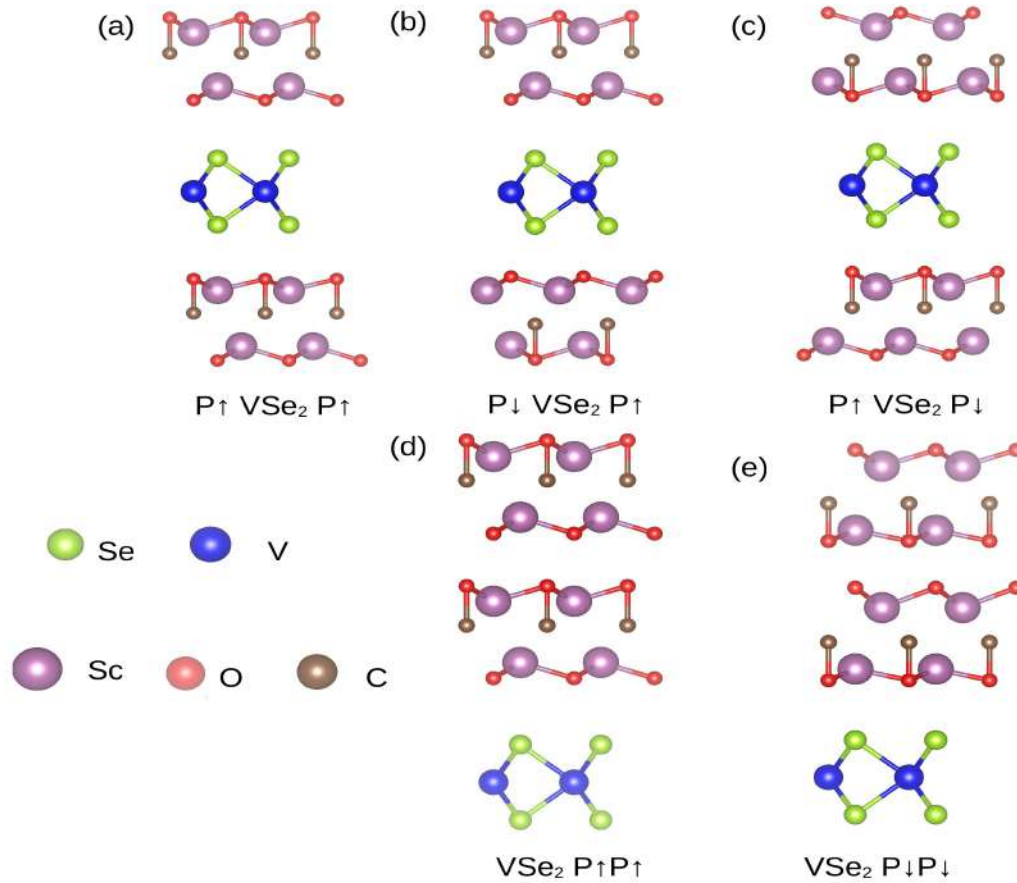 (a)
(b)
(c)
P↑ VSe₂ P↑
P↓ VSe₂ P↑
P↑ VSe₂ P↓
(d)
(e)
Se
V
Sc
O
C
VSe₂ P↑P↑
VSe₂ P↓P↓